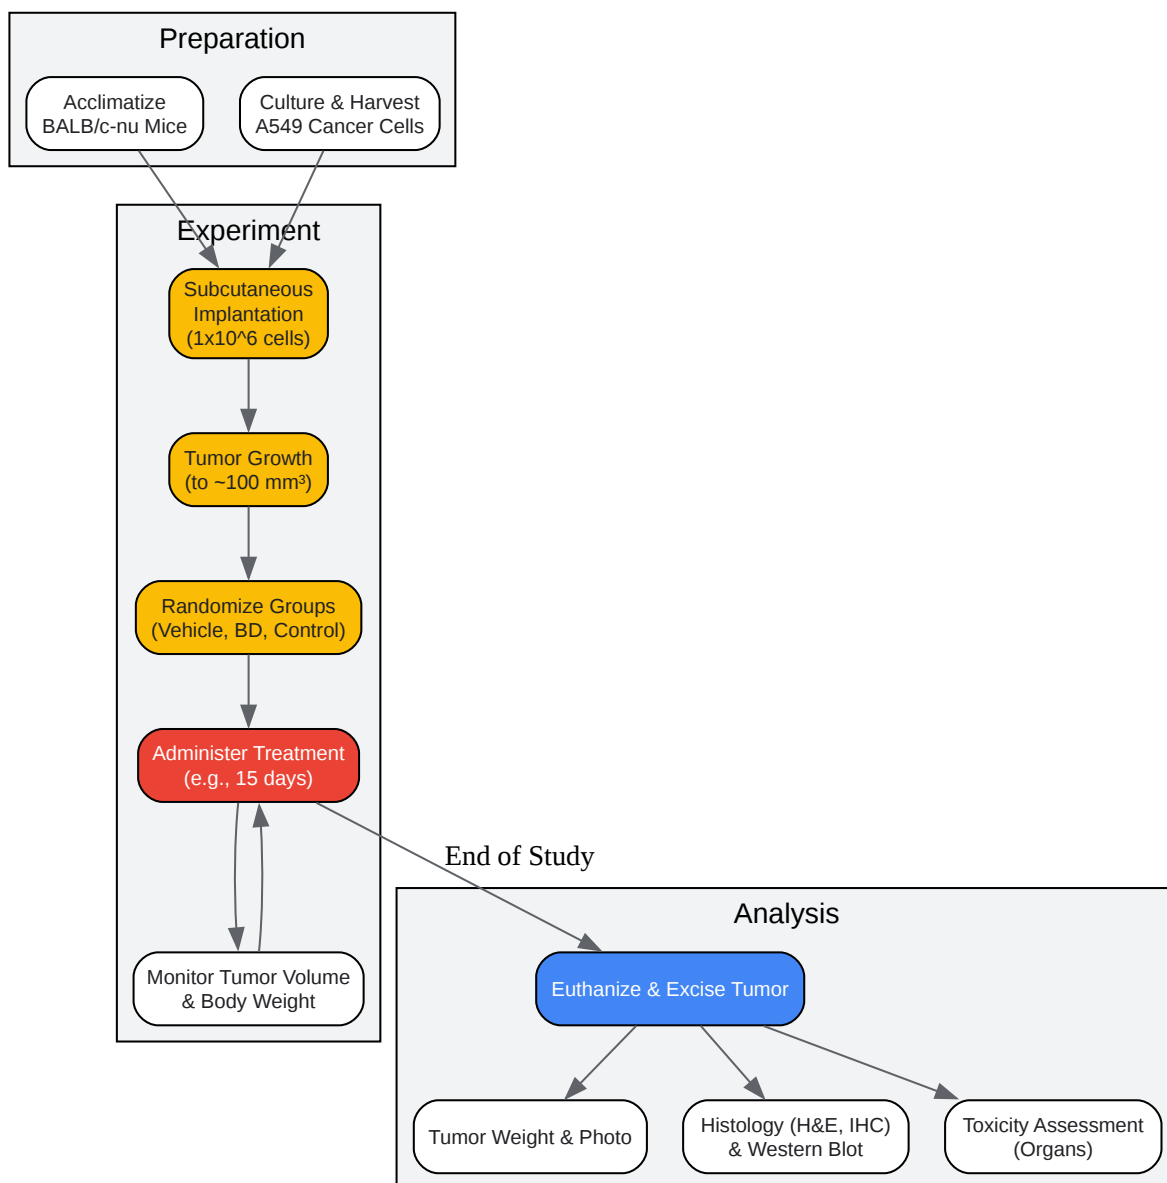 Preparation
Acclimatize
BALB/c-nu Mice
Culture & Harvest
A549 Cancer Cells
Experiment
Subcutaneous
Implantation
(1x10^6 cells)
Tumor Growth
(to ~100 mm³)
Randomize Groups
(Vehicle, BD, Control)
Administer Treatment
(e.g., 15 days)
End of Study
Monitor Tumor Volume
& Body Weight
Analysis
Euthanize & Excise Tumor
Tumor Weight & Photo
Histology (H&E, IHC)
& Western Blot
Toxicity Assessment
(Organs)